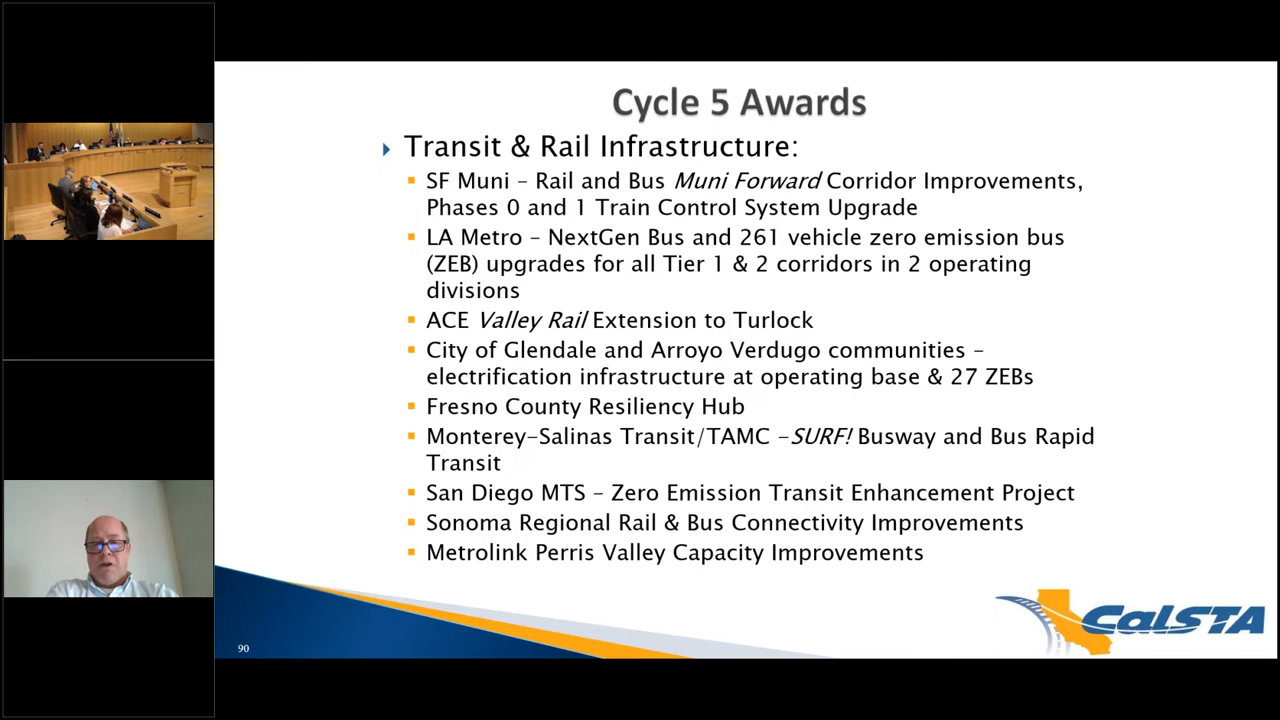 Cycle 5 Awards
Transit & Rail Infrastructure:
SF Muni – Rail and Bus Muni Forward Corridor Improvements,
Phases 0 and 1 Train Control System Upgrade
LA Metro – NextGen Bus and 261 vehicle zero emission bus
(ZEB) upgrades for all Tier 1 & 2 corridors in 2 operating
divisions
ACE Valley Rail Extension to Turlock
City of Glendale and Arroyo Verdugo communities –
electrification infrastructure at operating base & 27 ZEBs
Fresno County Resiliency Hub
Monterey-Salinas Transit/TAMC –SURF! Busway and Bus Rapid
Transit
San Diego MTS – Zero Emission Transit Enhancement Project
Sonoma Regional Rail & Bus Connectivity Improvements
Metrolink Perris Valley Capacity Improvements
CalSTA
90